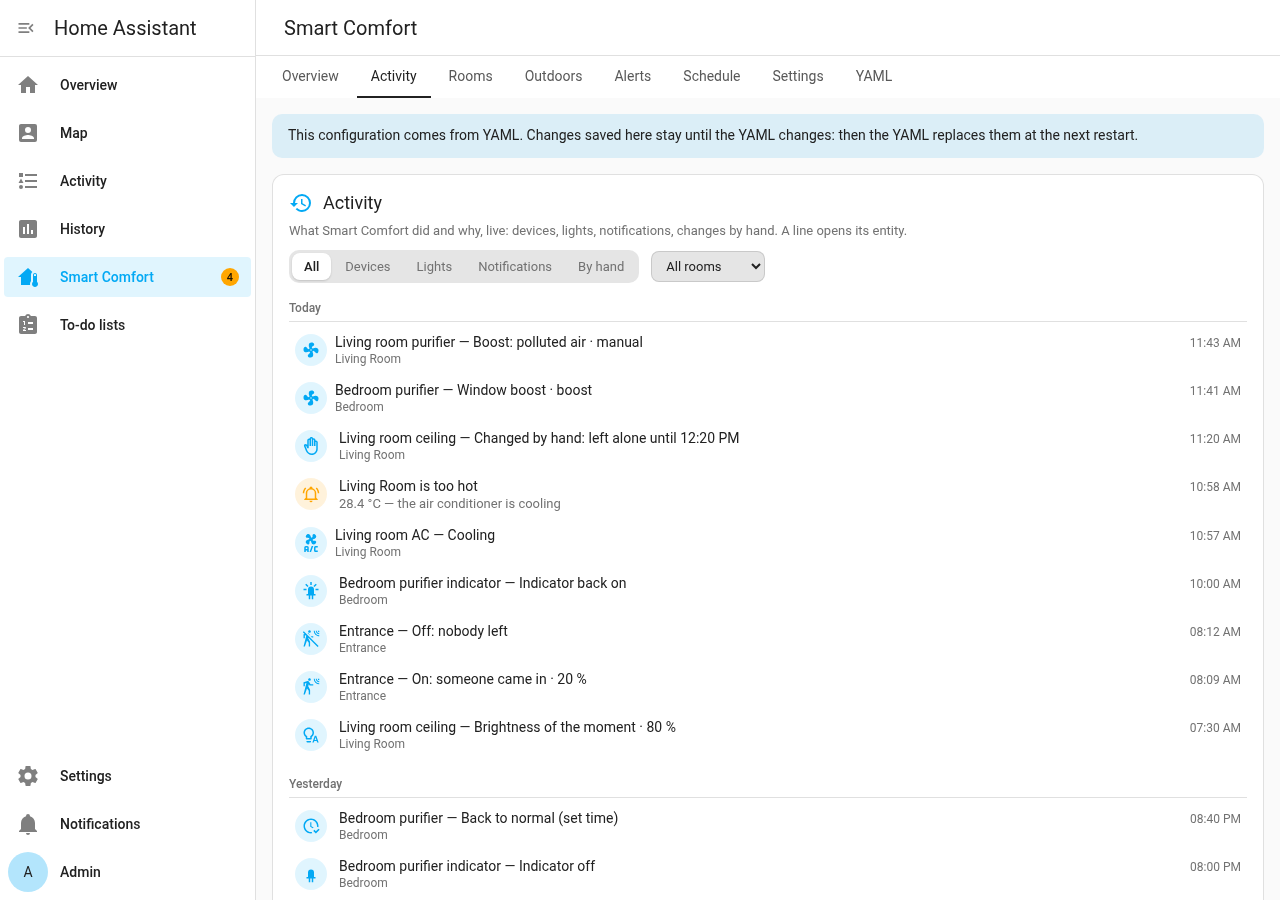 Home Assistant
Overview
Map
Activity
History
Smart Comfort
4
To-do lists
Settings
Notifications
A
Admin
Smart Comfort
Overview
Activity
Rooms
Outdoors
Alerts
Schedule
Settings
YAML
This configuration comes from YAML. Changes saved here stay until the YAML changes: then the YAML replaces them at the next restart.
Activity
What Smart Comfort did and why, live: devices, lights, notifications, changes by hand. A line opens its entity.
All
Devices
Lights
Notifications
By hand
All rooms
Today
Living room purifier — Boost: polluted air · manual
Living Room
11:43 AM
Bedroom purifier — Window boost · boost
Bedroom
11:41 AM
Living room ceiling — Changed by hand: left alone until 12:20 PM
Living Room
11:20 AM
Living Room is too hot
28.4 °C — the air conditioner is cooling
10:58 AM
A/C
Living room AC — Cooling
Living Room
10:57 AM
Bedroom purifier indicator — Indicator back on
Bedroom
10:00 AM
Entrance — Off: nobody left
Entrance
08:12 AM
Entrance — On: someone came in · 20 %
Entrance
08:09 AM
Living room ceiling — Brightness of the moment · 80 %
Living Room
07:30 AM
Yesterday
Bedroom purifier — Back to normal (set time)
Bedroom
08:40 PM
Bedroom purifier indicator — Indicator off
Bedroom
08:00 PM